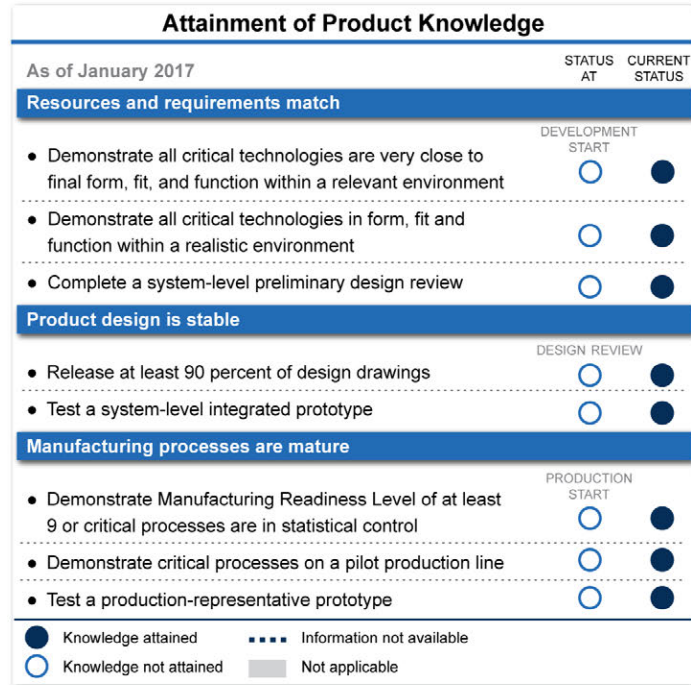 Attainment of Product Knowledge
As of January 2017
STATUS AT
CURRENT STATUS
Resources and requirements match
DEVELOPMENT START
• Demonstrate all critical technologies are very close to
final form, fit, and function within a relevant environment
• Demonstrate all critical technologies in form, fit and
function within a realistic environment
• Complete a system-level preliminary design review
Product design is stable
DESIGN REVIEW
• Release at least 90 percent of design drawings
• Test a system-level integrated prototype
Manufacturing processes are mature
PRODUCTION START
• Demonstrate Manufacturing Readiness Level of at least
9 or critical processes are in statistical control
• Demonstrate critical processes on a pilot production line
• Test a production-representative prototype
Knowledge attained
Information not available
Knowledge not attained
Not applicable